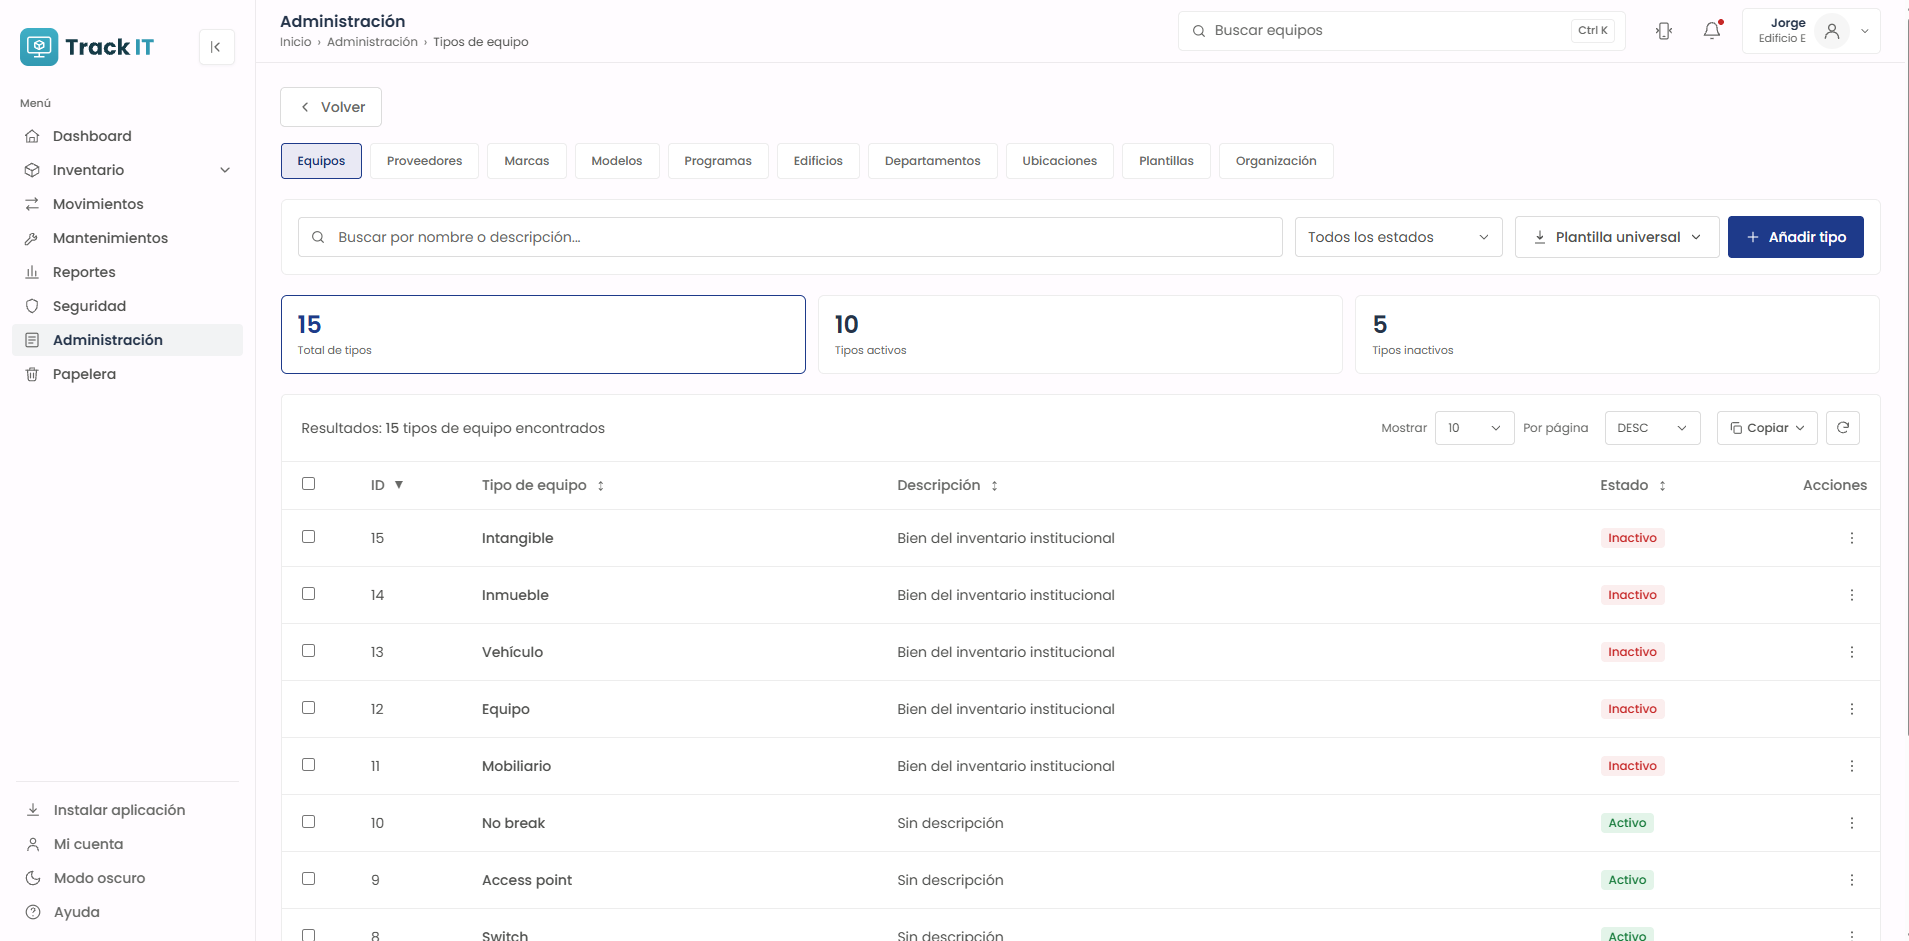 Track IT
Menú
Dashboard
Inventario
Movimientos
Mantenimientos
Reportes
Seguridad
Administración
Papelera
Instalar aplicación
Mi cuenta
Modo oscuro
Ayuda
Administración
Inicio › Administración › Tipos de equipo
Buscar equipos Ctrl K
Jorge
Edificio E
Volver
Equipos Proveedores Marcas Modelos Programas Edificios Departamentos Ubicaciones Plantillas Organización
Buscar por nombre o descripción... Todos los estados Plantilla universal + Añadir tipo
15
Total de tipos
10
Tipos activos
5
Tipos inactivos
Resultados: 15 tipos de equipo encontrados Mostrar 10 Por página DESC Copiar
ID ▼ Tipo de equipo ↕ Descripción ↕ Estado ↕ Acciones
15 Intangible Bien del inventario institucional Inactivo
14 Inmueble Bien del inventario institucional Inactivo
13 Vehículo Bien del inventario institucional Inactivo
12 Equipo Bien del inventario institucional Inactivo
11 Mobiliario Bien del inventario institucional Inactivo
10 No break Sin descripción Activo
9 Access point Sin descripción Activo
8 Switch Sin descripción Activo